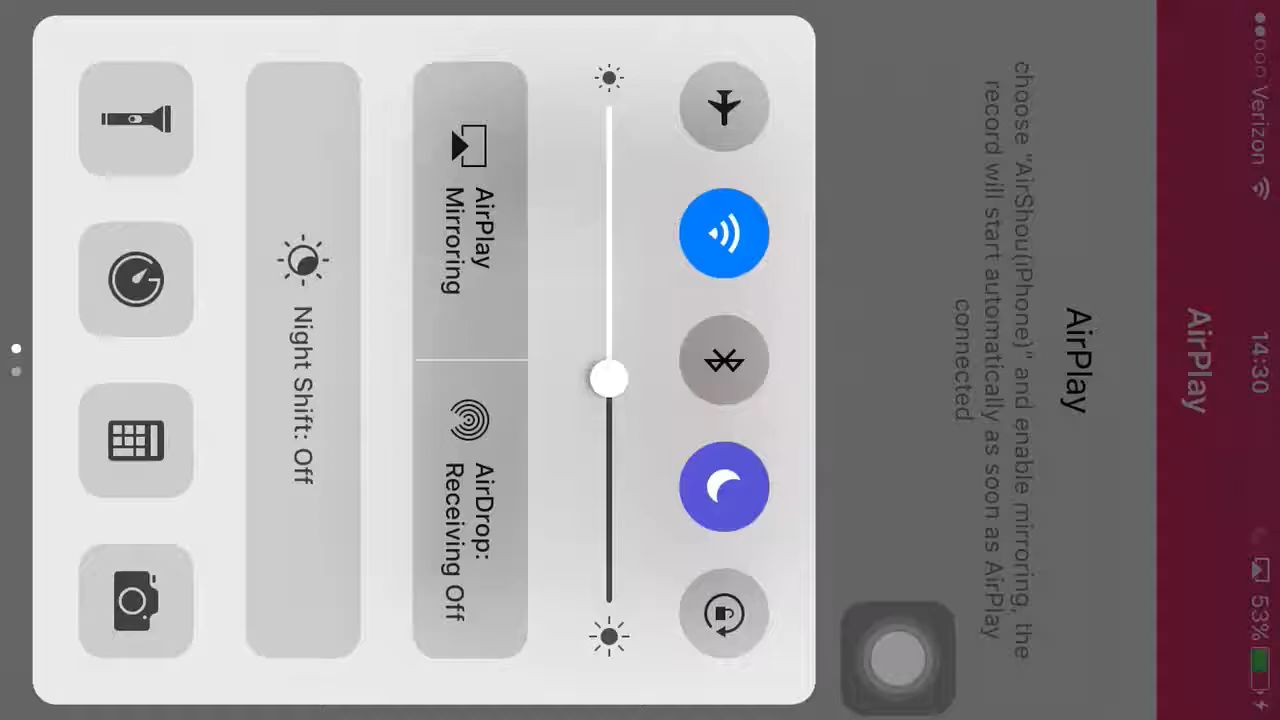 Verizon
14:30
53%
AirPlay
AirPlay
choose "AirShou(iPhone)" and enable mirroring, the
record will start automatically as soon as AirPlay
connected
AirPlay
Mirroring
AirDrop:
Receiving Off
Night Shift: Off